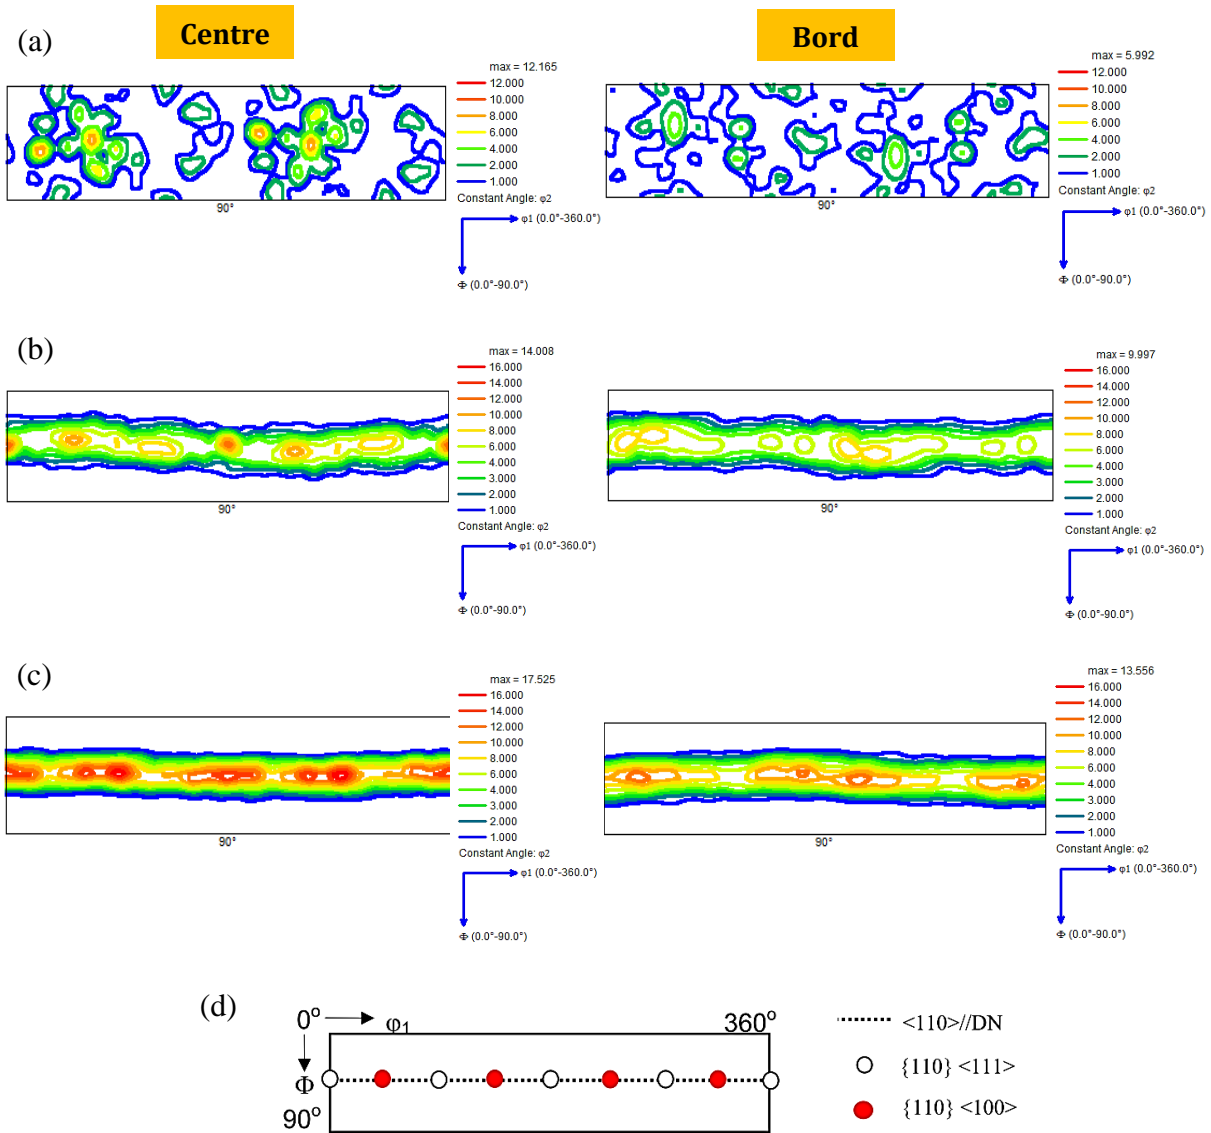 (a)
Centre
Bord
max = 12.165
12.000
10.000
8.000
6.000
4.000
2.000
1.000
Constant Angle: φ2
φ1 (0.0°-360.0°)
Φ (0.0°-90.0°)
90°
max = 5.992
12.000
10.000
8.000
6.000
4.000
2.000
1.000
Constant Angle: φ2
φ1 (0.0°-360.0°)
Φ (0.0°-90.0°)
90°
(b)
max = 14.008
16.000
14.000
12.000
10.000
8.000
6.000
4.000
3.000
2.000
1.000
Constant Angle: φ2
φ1 (0.0°-360.0°)
Φ (0.0°-90.0°)
90°
max = 9.997
16.000
14.000
12.000
10.000
8.000
6.000
4.000
3.000
2.000
1.000
Constant Angle: φ2
φ1 (0.0°-360.0°)
Φ (0.0°-90.0°)
90°
(c)
max = 17.525
16.000
14.000
12.000
10.000
8.000
6.000
4.000
3.000
2.000
1.000
Constant Angle: φ2
φ1 (0.0°-360.0°)
Φ (0.0°-90.0°)
90°
max = 13.556
16.000
14.000
12.000
10.000
8.000
6.000
4.000
3.000
2.000
1.000
Constant Angle: φ2
φ1 (0.0°-360.0°)
Φ (0.0°-90.0°)
90°
(d)
0º
φ1
360º
Φ
90º
<110>//DN
{110} <111>
{110} <100>